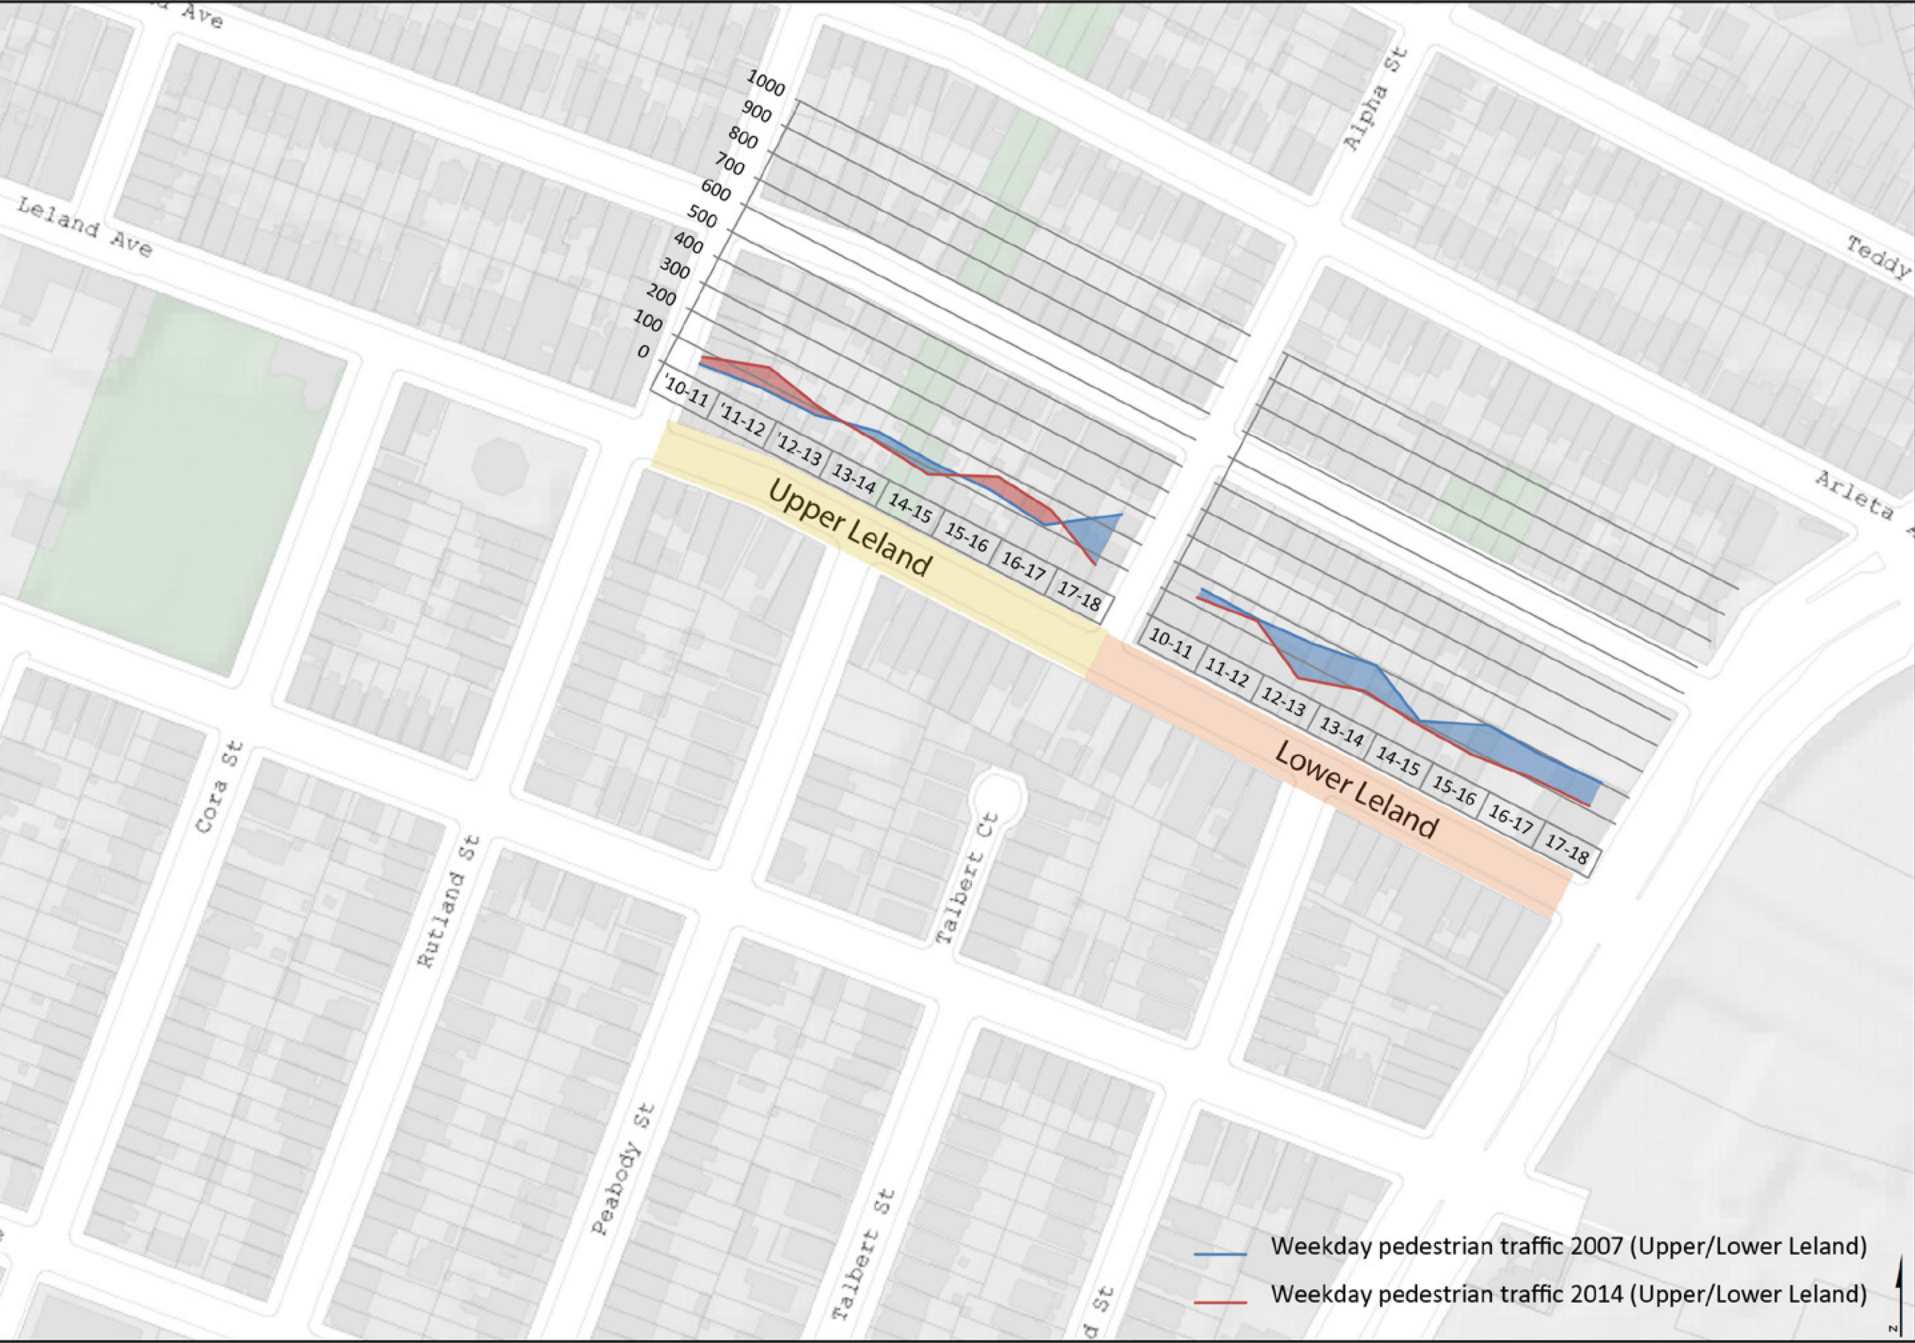 Ave
Alpha St
Leland Ave
Teddy
Arleta
1000
900
800
700
600
500
400
300
200
100
0
'10-11
'11-12
'12-13
13-14
14-15
15-16
16-17
17-18
Upper Leland
10-11
11-12
12-13
13-14
14-15
15-16
16-17
17-18
Lower Leland
Cora St
Rutland St
Talbert Ct
Peabody St
Talbert St
St
Weekday pedestrian traffic 2007 (Upper/Lower Leland)
Weekday pedestrian traffic 2014 (Upper/Lower Leland)
N